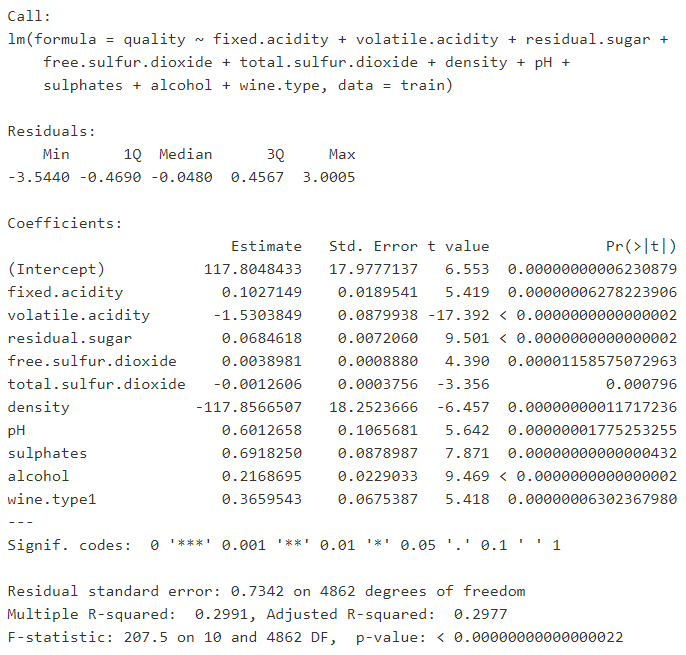 Call:
lm(formula = quality ~ fixed.acidity + volatile.acidity + residual.sugar +
    free.sulfur.dioxide + total.sulfur.dioxide + density + pH +
    sulphates + alcohol + wine.type, data = train)

Residuals:
    Min      1Q  Median      3Q     Max
-3.5440 -0.4690 -0.0480  0.4567  3.0005

Coefficients:
                         Estimate   Std. Error t value             Pr(>|t|)
(Intercept)           117.8048433   17.9777137   6.553  0.00000000006230879
fixed.acidity           0.1027149    0.0189541   5.419  0.00000006278223906
volatile.acidity       -1.5303849    0.0879938 -17.392 < 0.0000000000000002
residual.sugar          0.0684618    0.0072060   9.501 < 0.0000000000000002
free.sulfur.dioxide     0.0038981    0.0008880   4.390  0.00001158575072963
total.sulfur.dioxide   -0.0012606    0.0003756  -3.356             0.000796
density              -117.8566507   18.2523666  -6.457  0.00000000011717236
pH                      0.6012658    0.1065681   5.642  0.00000001775253255
sulphates               0.6918250    0.0878987   7.871  0.00000000000000432
alcohol                 0.2168695    0.0229033   9.469 < 0.0000000000000002
wine.type1              0.3659543    0.0675387   5.418  0.00000006302367980
---
Signif. codes:  0 '***' 0.001 '**' 0.01 '*' 0.05 '.' 0.1 ' ' 1

Residual standard error: 0.7342 on 4862 degrees of freedom
Multiple R-squared:  0.2991, Adjusted R-squared:  0.2977
F-statistic: 207.5 on 10 and 4862 DF,  p-value: < 0.00000000000000022